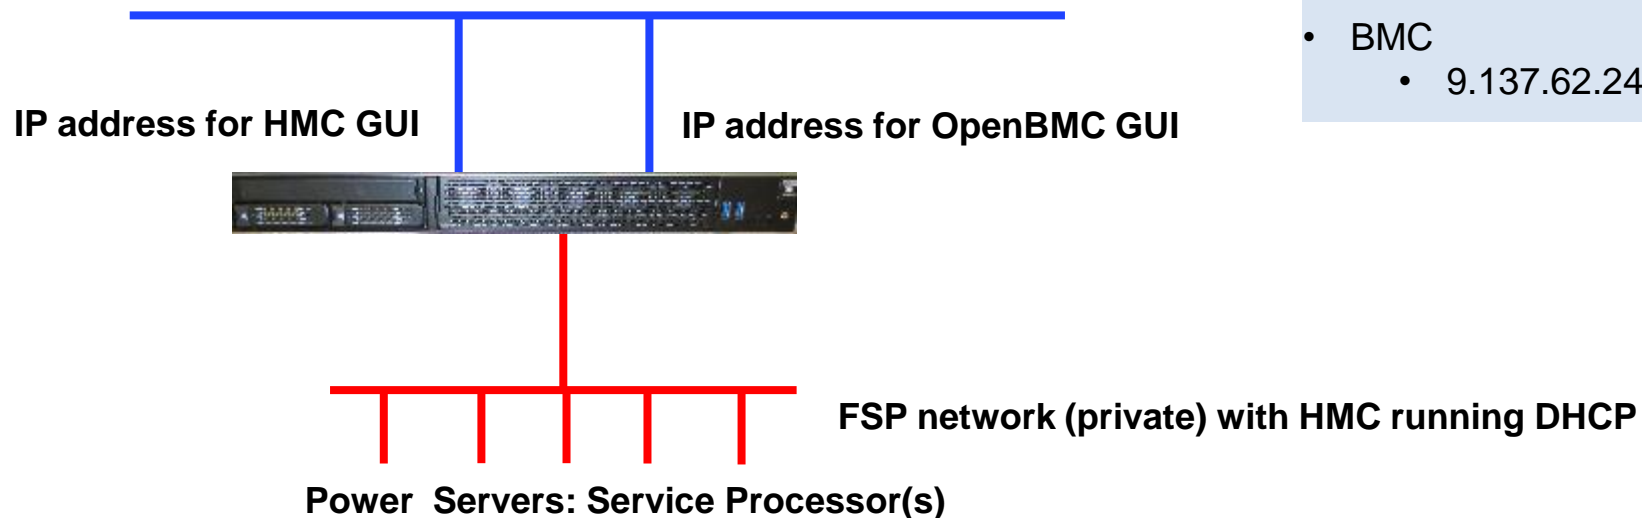 • BMC
• 9.137.62.24
IP address for HMC GUI
IP address for OpenBMC GUI
FSP network (private) with HMC running DHCP
Power  Servers: Service Processor(s)